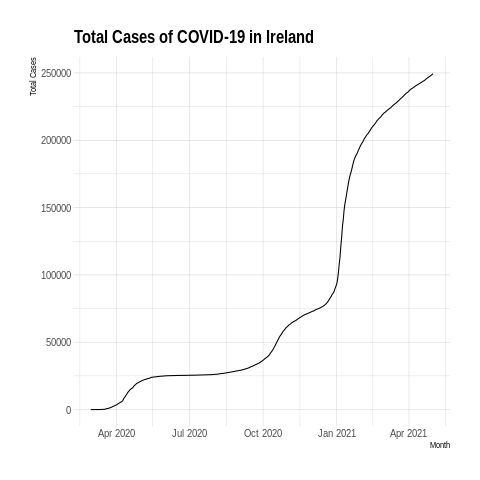 Total Cases of COVID-19 in Ireland
Total Cases
250000
200000
150000
100000
50000
0
Apr 2020 Jul 2020 Oct 2020 Jan 2021 Apr 2021
Month